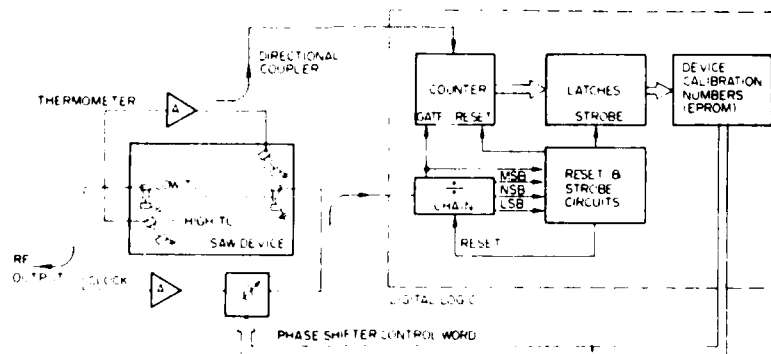 DIRECTIONAL
COUPLER
THERMOMETER
A
COUNTER
GATE RESET
LATCHES
STROBE
DEVICE
CALIBRATION
NUMBERS
(EPROM)
MSB
NSB
LSB
÷
CHAIN
RESET &
STROBE
CIRCUITS
RESET
HIGH TC
SAW DEVICE
RF
OUTPUT
CLOCK
A
DIGITAL LOGIC
PHASE SHIFTER CONTROL WORD